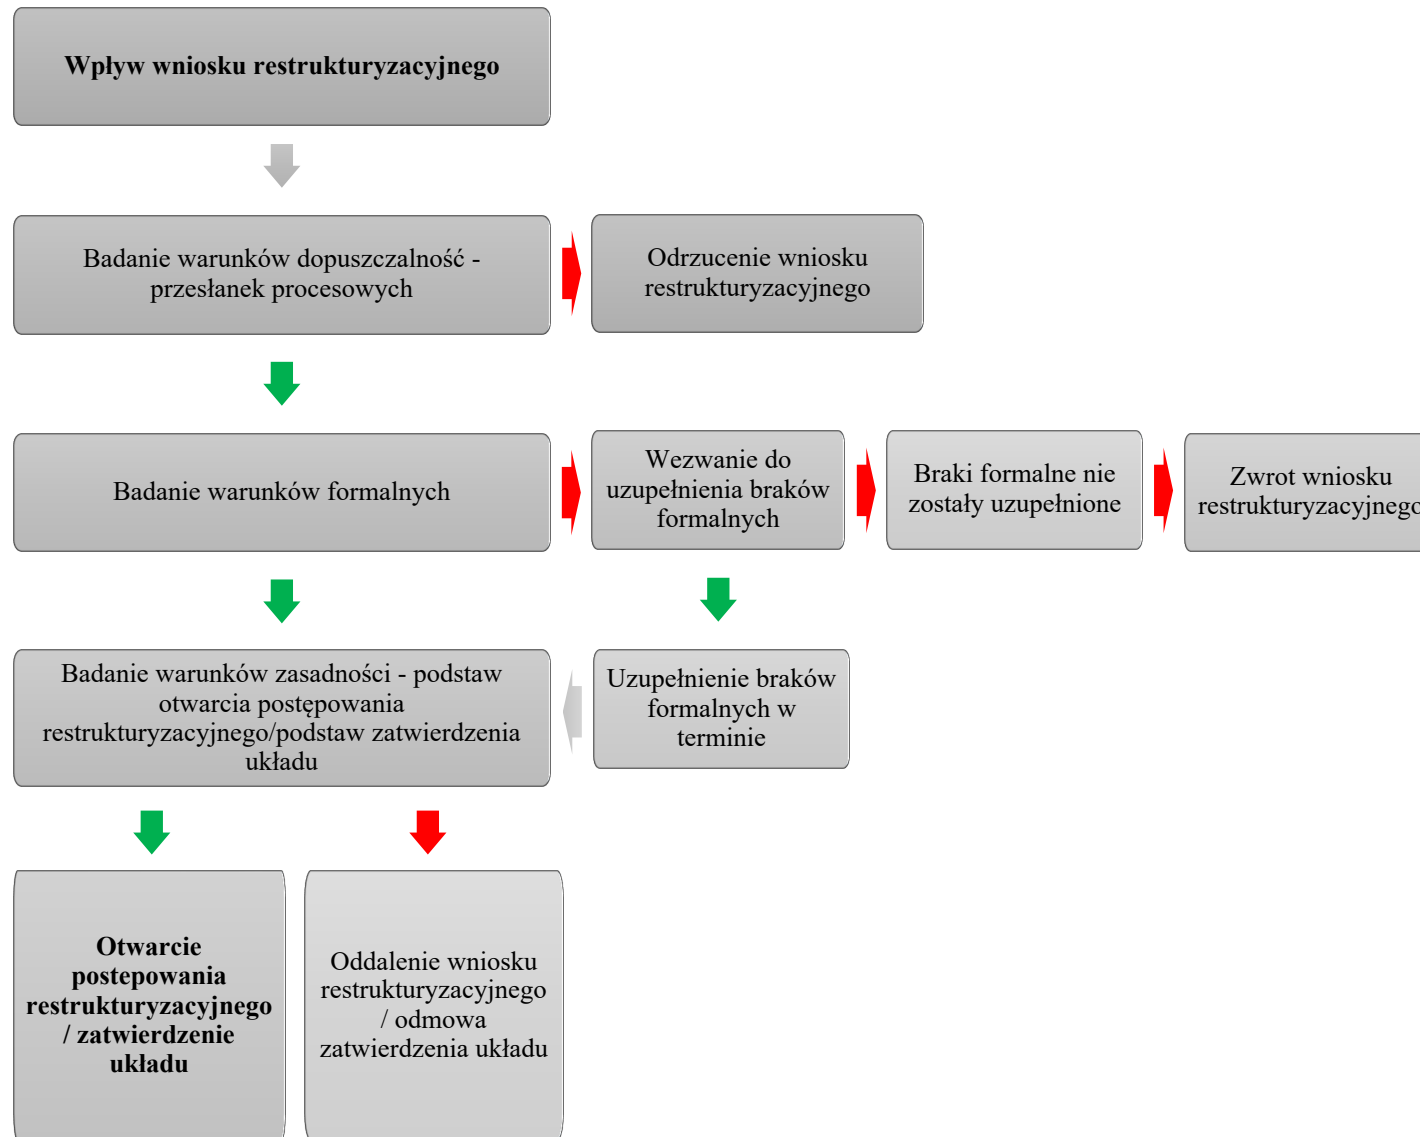 Wpływ wniosku restrukturyzacyjnego
Badanie warunków dopuszczalność -
przesłanek procesowych
Odrzucenie wniosku
restrukturyzacyjnego
Badanie warunków formalnych
Wezwanie do
uzupełnienia braków
formalnych
Braki formalne nie
zostały uzupełnione
Zwrot wniosku
restrukturyzacyjnego
Badanie warunków zasadności - podstaw
otwarcia postępowania
restrukturyzacyjnego/podstaw zatwierdzenia
układu
Uzupełnienie braków
formalnych w
terminie
Otwarcie
postepowania
restrukturyzacyjnego
/ zatwierdzenie
układu
Oddalenie wniosku
restrukturyzacyjnego
/ odmowa
zatwierdzenia układu